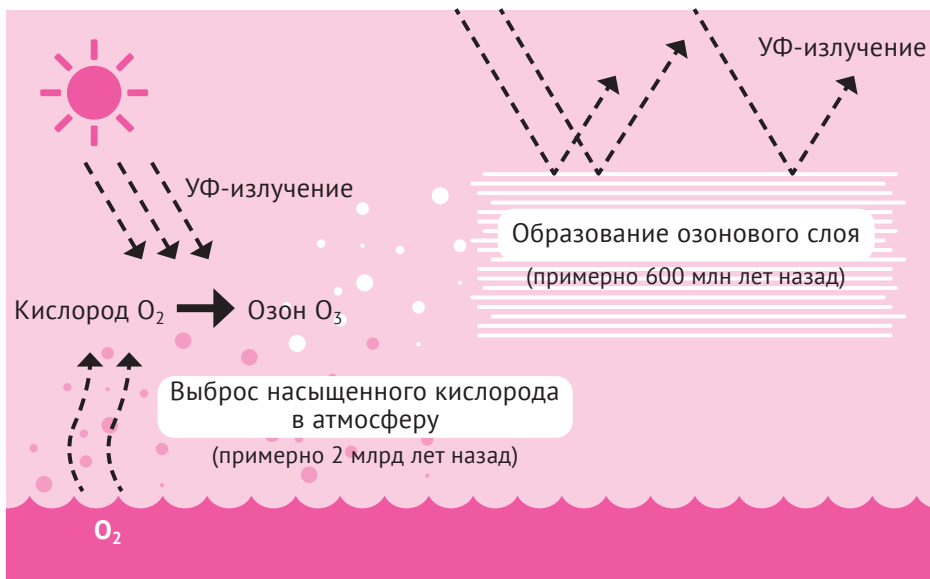 УФ-излучение
УФ-излучение
Образование озонового слоя
(примерно 600 млн лет назад)
Кислород O₂
Озон O₃
Выброс насыщенного кислорода
в атмосферу
(примерно 2 млрд лет назад)
O₂